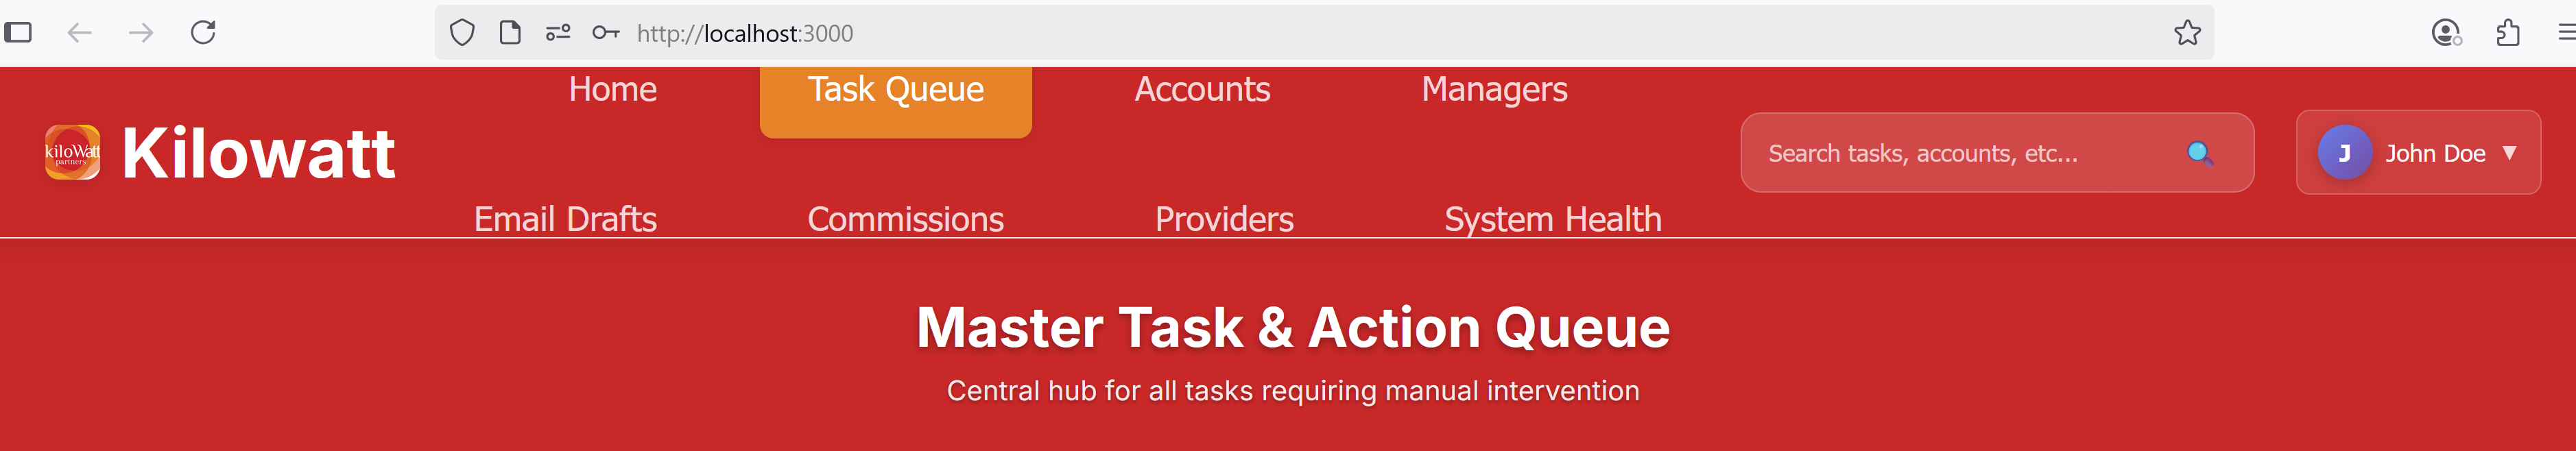 http://localhost:3000
Home Task Queue Accounts Managers
kiloWatt
partners
Kilowatt
Search tasks, accounts, etc...
J John Doe ▼
Email Drafts Commissions Providers System Health
Master Task & Action Queue
Central hub for all tasks requiring manual intervention